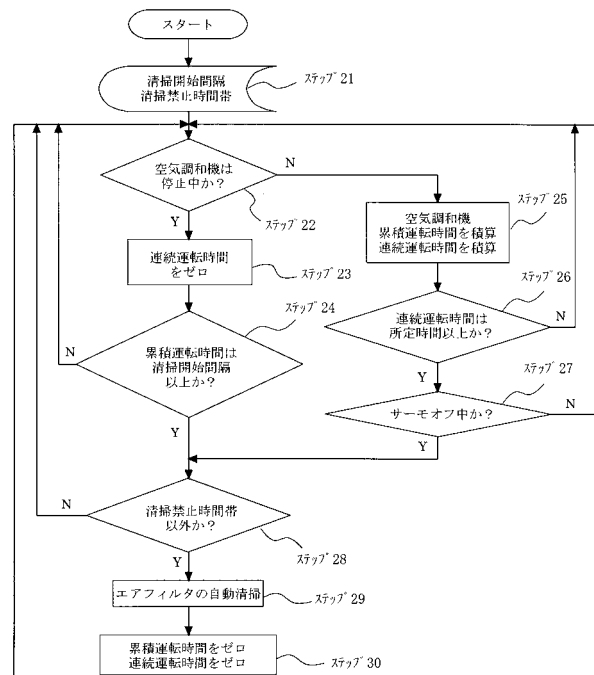 スタート
清掃開始間隔
清掃禁止時間帯
ステップ21
空気調和機は
停止中か？
N
Y
ステップ22
空気調和機
累積運転時間を積算
連続運転時間を積算
ステップ25
連続運転時間
をゼロ
ステップ23
連続運転時間は
所定時間以上か？
ステップ26
N
Y
累積運転時間は
清掃開始間隔
以上か？
ステップ24
N
Y
サーモオフ中か？
ステップ27
N
Y
清掃禁止時間帯
以外か？
N
Y
ステップ28
エアフィルタの自動清掃
ステップ29
累積運転時間をゼロ
連続運転時間をゼロ
ステップ30